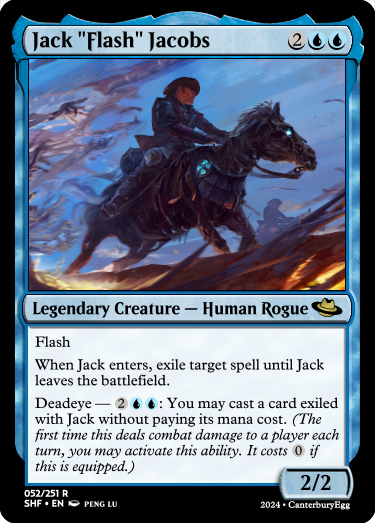 Jack "Flash" Jacobs 2UU
Legendary Creature — Human Rogue
Flash
When Jack enters, exile target spell until Jack
leaves the battlefield.
Deadeye — 2UU: You may cast a card exiled
with Jack without paying its mana cost. (The
first time this deals combat damage to a player each
turn, you may activate this ability. It costs 0 if
this is equipped.)
2/2
052/251 R
SHF • EN PENG LU
2024 • CanterburyEgg